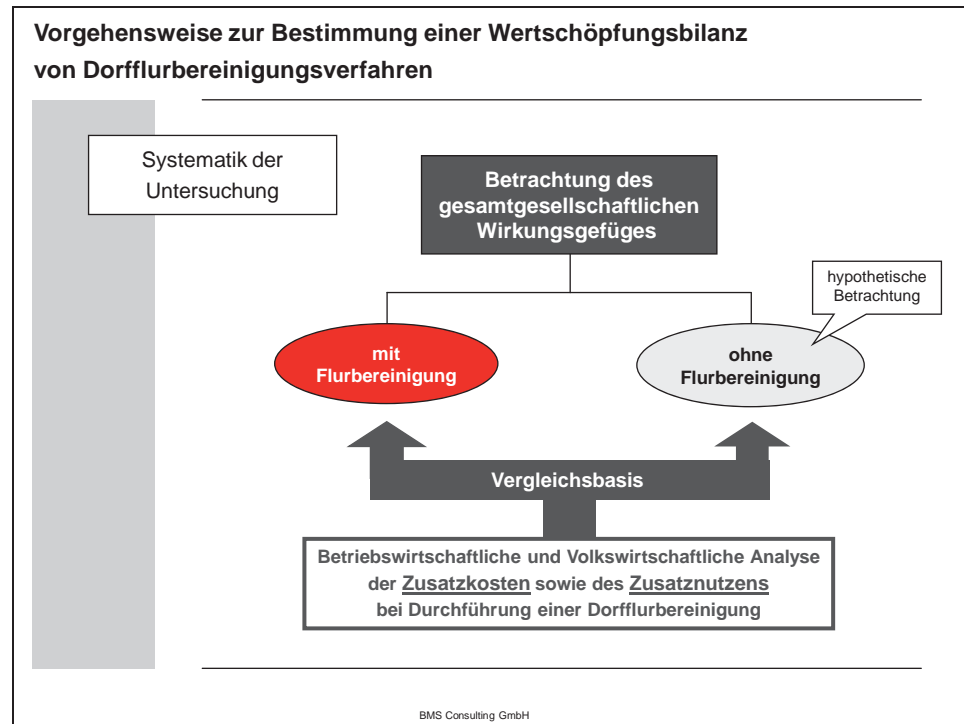 Vorgehensweise zur Bestimmung einer Wertschöpfungsbilanz
von Dorfflurbereinigungsverfahren
Systematik der
Untersuchung
Betrachtung des
gesamtgesellschaftlichen
Wirkungsgefüges
hypothetische
Betrachtung
mit
Flurbereinigung
ohne
Flurbereinigung
Vergleichsbasis
Betriebswirtschaftliche und Volkswirtschaftliche Analyse
der Zusatzkosten sowie des Zusatznutzens
bei Durchführung einer Dorfflurbereinigung
BMS Consulting GmbH